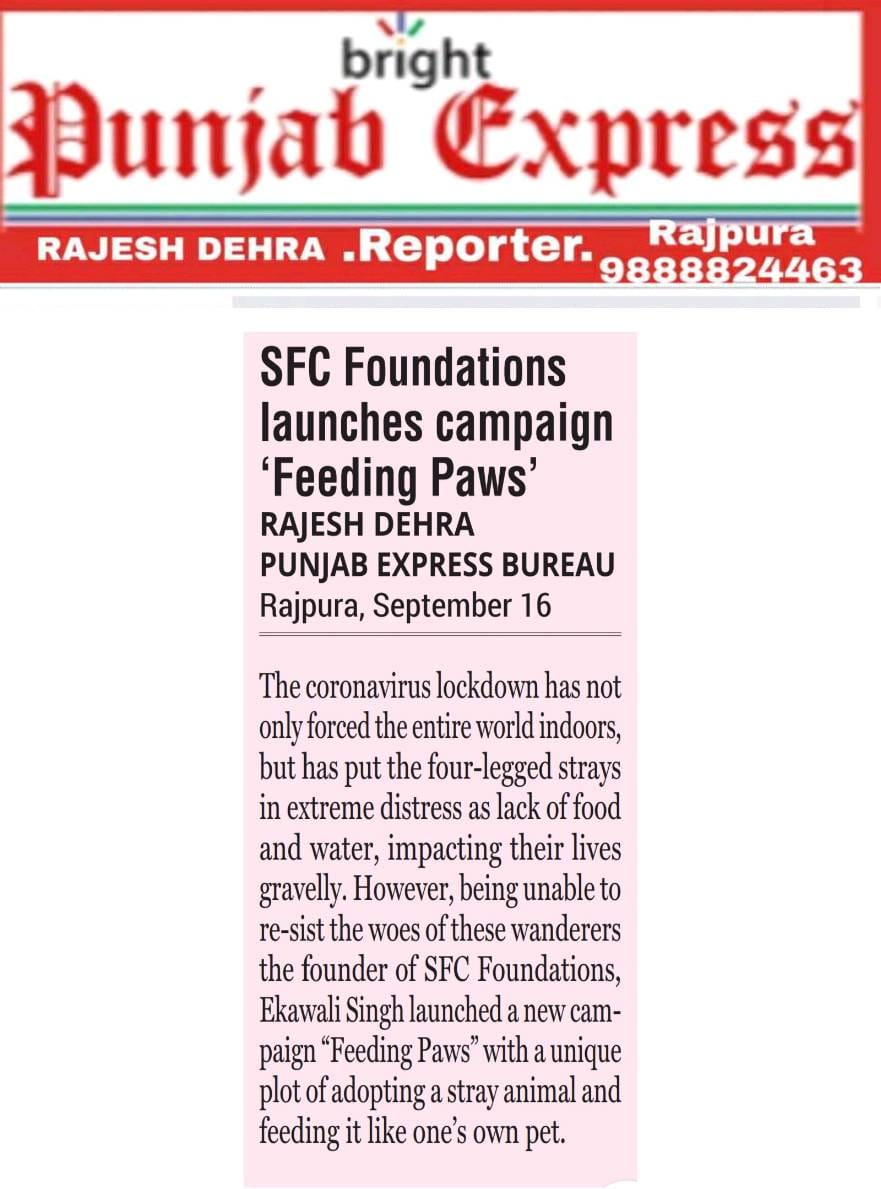 bright
Punjab Express
RAJESH DEHRA .Reporter. Rajpura
9888824463
SFC Foundations
launches campaign
‘Feeding Paws’
RAJESH DEHRA
PUNJAB EXPRESS BUREAU
Rajpura, September 16
The coronavirus lockdown has not
only forced the entire world indoors,
but has put the four-legged strays
in extreme distress as lack of food
and water, impacting their lives
gravelly. However, being unable to
re-sist the woes of these wanderers
the founder of SFC Foundations,
Ekawali Singh launched a new cam-
paign “Feeding Paws” with a unique
plot of adopting a stray animal and
feeding it like one’s own pet.